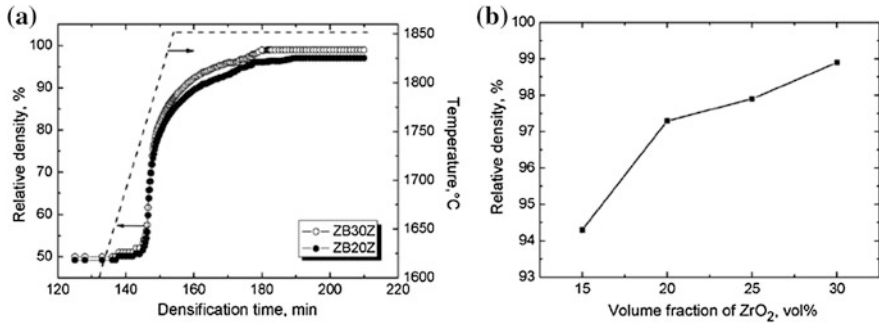 (a)
100
90
80
70
60
50
Relative density, %
1850
1800
1750
1700
1650
1600
Temperature, °C
ZB30Z
ZB20Z
120 140 160 180 200 220
Densification time, min
(b)
100
99
98
97
96
95
94
93
Relative density, %
15 20 25 30
Volume fraction of ZrO₂, vol%